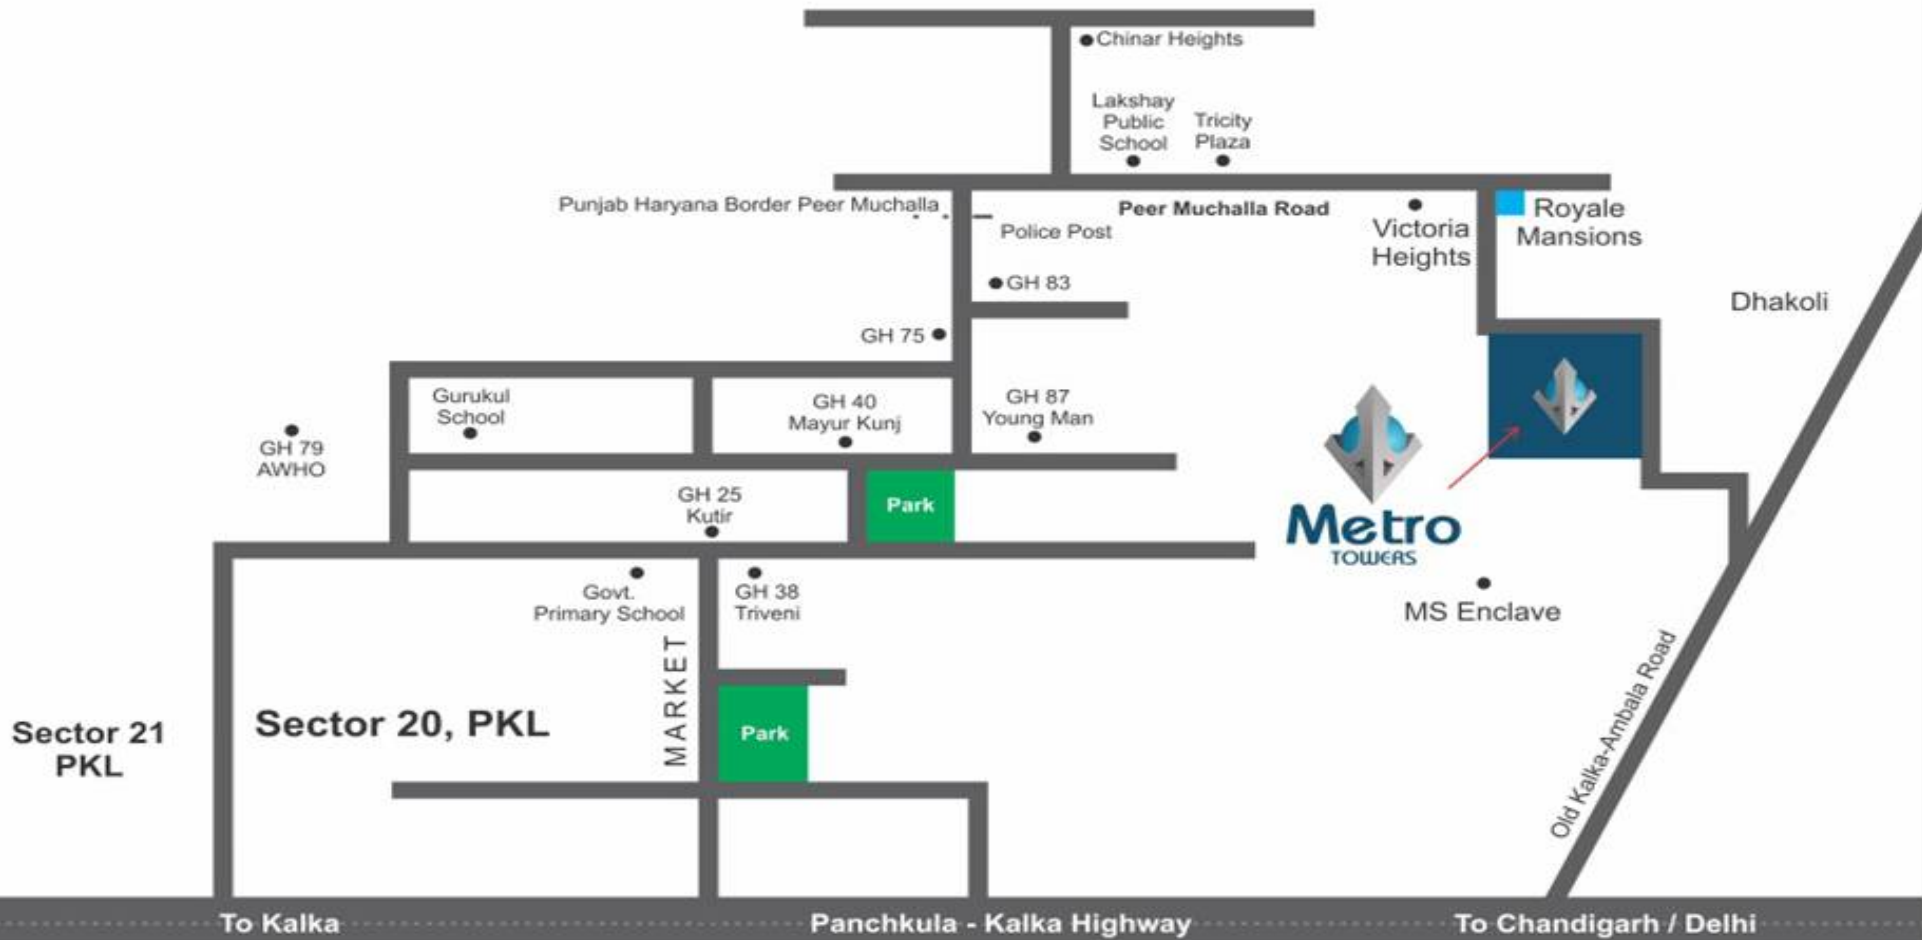 Chinar Heights
Lakshay
Public
School
Tricity
Plaza
Punjab Haryana Border Peer Muchalla
Peer Muchalla Road
Police Post
Victoria
Heights
Royale
Mansions
GH 83
Dhakoli
GH 75
Gurukul
School
GH 40
Mayur Kunj
GH 87
Young Man
GH 79
AWHO
GH 25
Kutir
Park
Metro
TOWERS
Govt.
Primary School
GH 38
Triveni
MS Enclave
MARKET
Sector 20, PKL
Sector 21
PKL
Park
Old Kalka-Ambala Road
To Kalka
Panchkula - Kalka Highway
To Chandigarh / Delhi